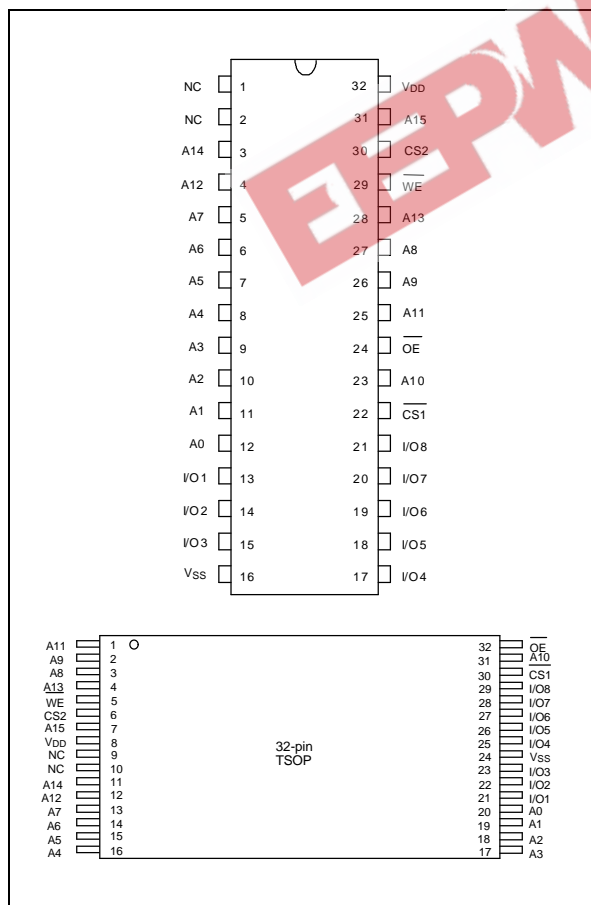 NC 1 32 VDD
NC 2 31 A15
A14 3 30 CS2
A12 4 29 WE
A7 5 28 A13
A6 6 27 A8
A5 7 26 A9
A4 8 25 A11
A3 9 24 OE
A2 10 23 A10
A1 11 22 CS1
A0 12 21 I/O8
I/O1 13 20 I/O7
I/O2 14 19 I/O6
I/O3 15 18 I/O5
VSS 16 17 I/O4
A11 1 32 OE
A9 2 31 A10
A8 3 30 CS1
A13 4 29 I/O8
WE 5 28 I/O7
CS2 6 27 I/O6
A15 7 26 I/O5
VDD 8 25 I/O4
NC 9 24 VSS
NC 10 23 I/O3
A14 11 22 I/O2
A12 12 21 I/O1
A7 13 20 A0
A6 14 19 A1
A5 15 18 A2
A4 16 17 A3
32-pin
TSOP
EEPW